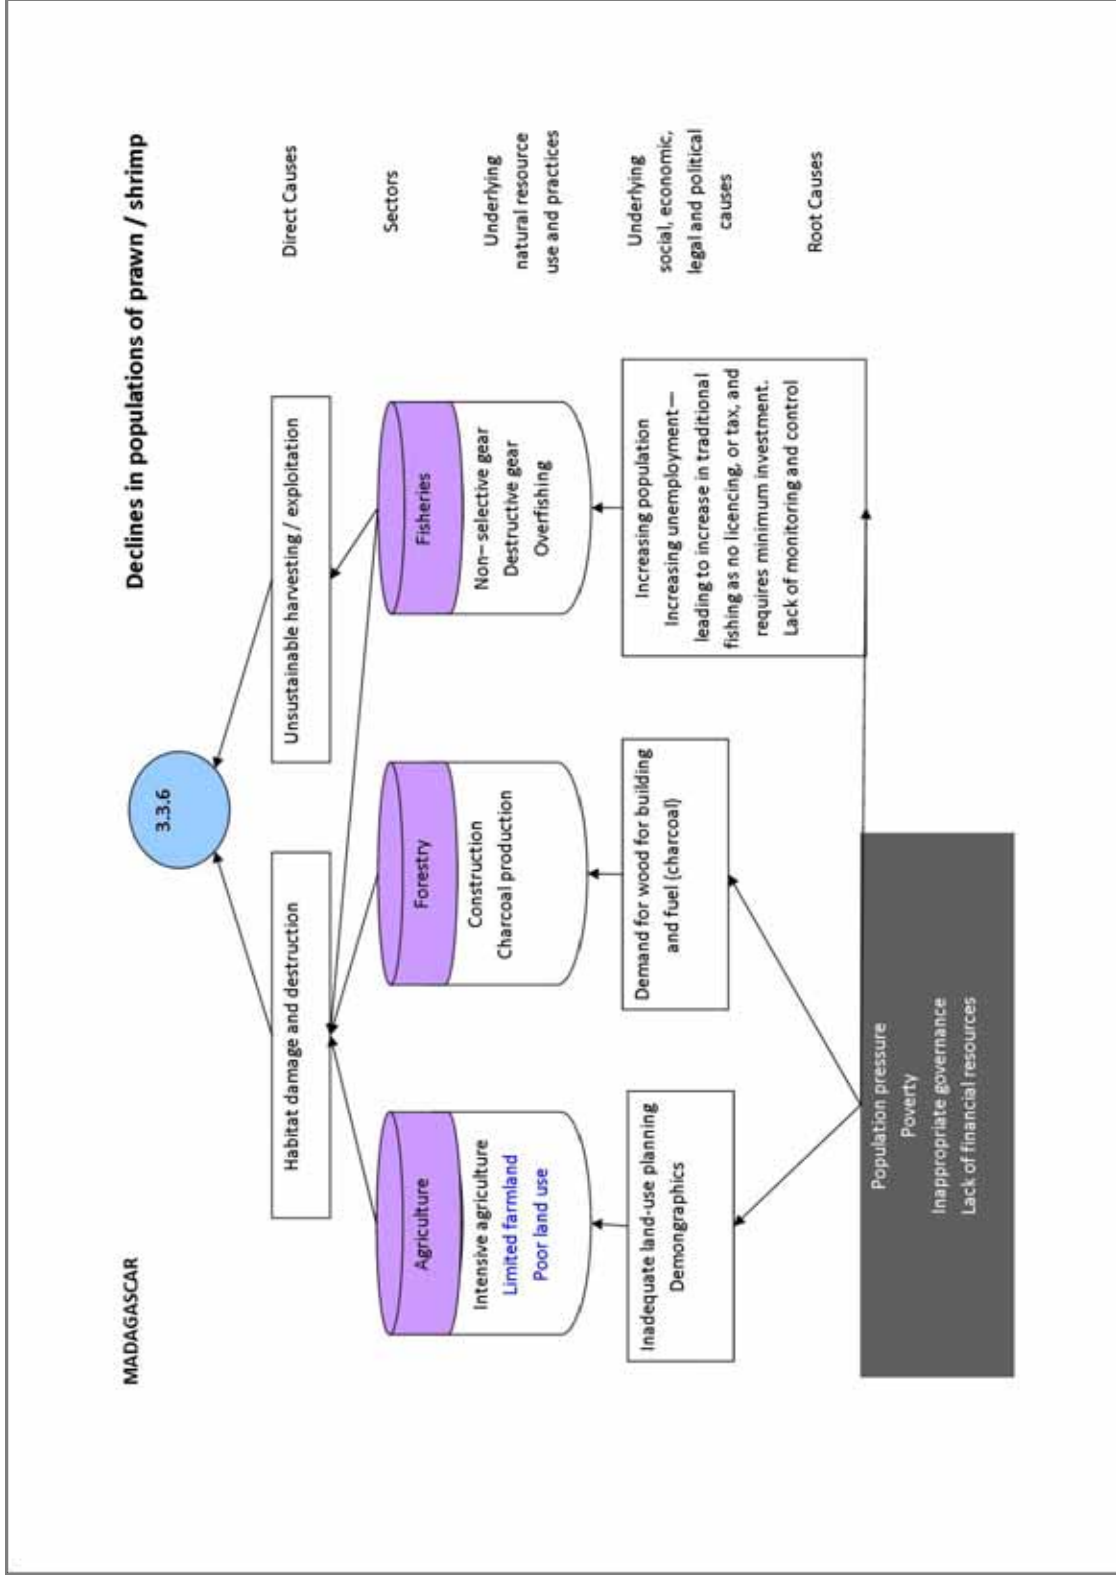 MADAGASCAR
Declines in populations of prawn / shrimp
3.3.6
Habitat damage and destruction
Unsustainable harvesting / exploitation
Direct Causes
Agriculture
Forestry
Fisheries
Sectors
Intensive agriculture
Limited farmland
Poor land use
Construction
Charcoal production
Non– selective gear
Destructive gear
Overfishing
Underlying
natural resource
use and practices
Inadequate land-use planning
Demongraphics
Demand for wood for building
and fuel (charcoal)
Increasing population
Increasing unemployment—
leading to increase in traditional
fishing as no licencing, or tax, and
requires minimum investment.
Lack of monitoring and control
Underlying
social, economic,
legal and political
causes
Population pressure
Poverty
Inappropriate governance
Lack of financial resources
Root Causes